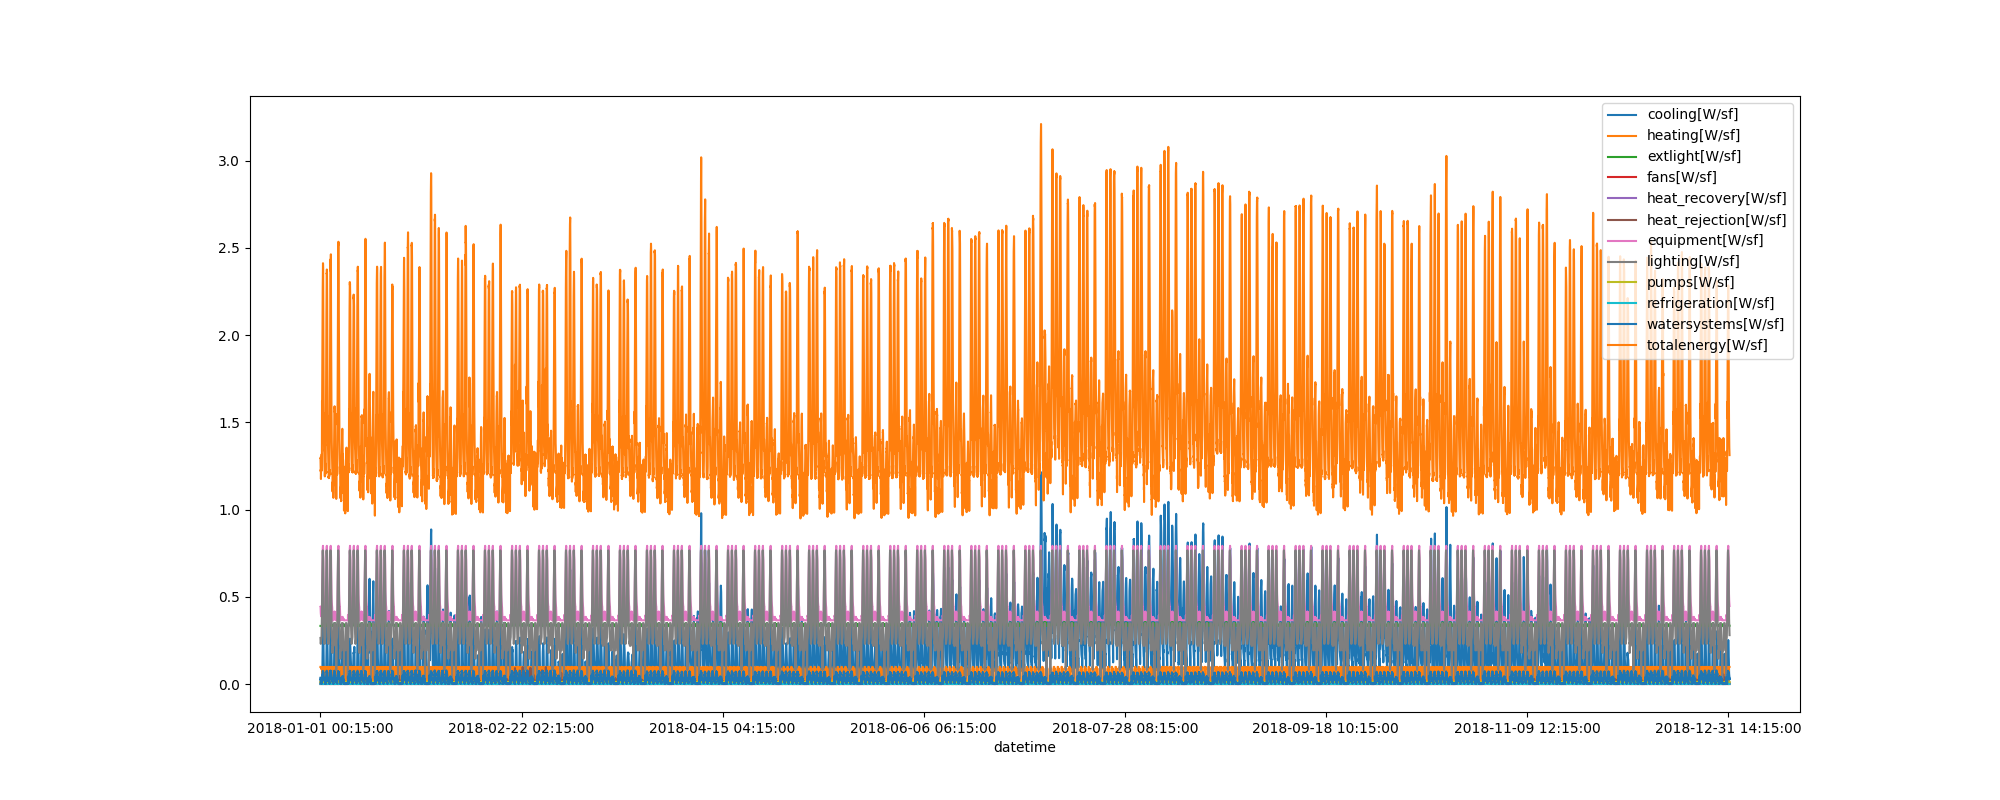 cooling[W/sf]
heating[W/sf]
extlight[W/sf]
fans[W/sf]
heat_recovery[W/sf]
heat_rejection[W/sf]
equipment[W/sf]
lighting[W/sf]
pumps[W/sf]
refrigeration[W/sf]
watersystems[W/sf]
totalenergy[W/sf]
3.0
2.5
2.0
1.5
1.0
0.5
0.0
2018-01-01 00:15:00 2018-02-22 02:15:00 2018-04-15 04:15:00 2018-06-06 06:15:00 2018-07-28 08:15:00 2018-09-18 10:15:00 2018-11-09 12:15:00 2018-12-31 14:15:00
datetime